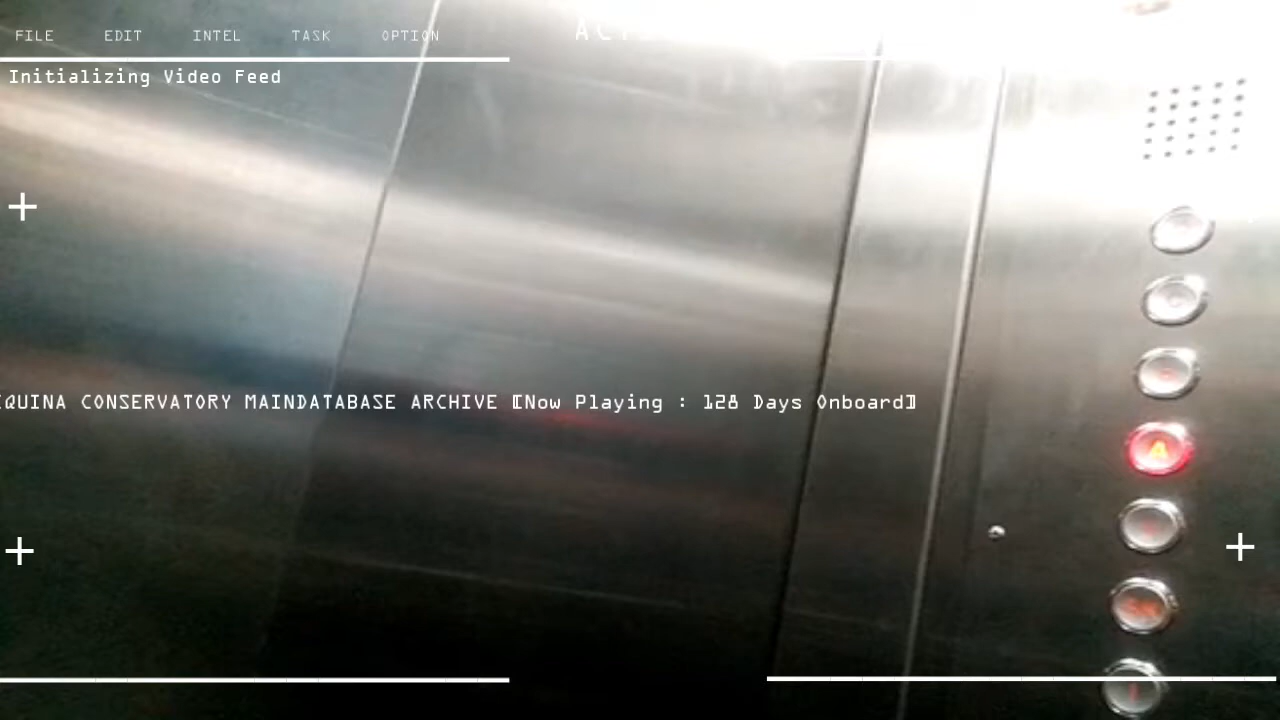 FILE EDIT INTEL TASK OPTION
Initializing Video Feed
QUINA CONSERVATORY MAINDATABASE ARCHIVE [Now Playing : 128 Days Onboard]